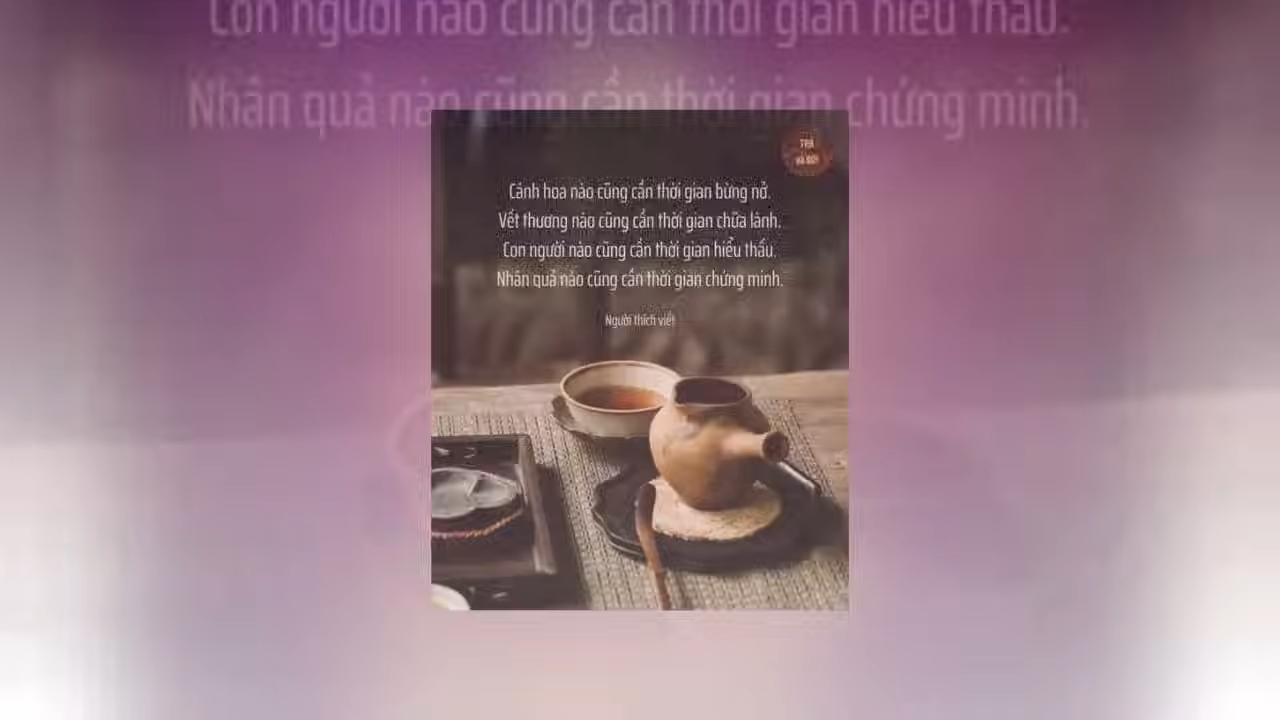 Con người nào cũng cần thời gian hiểu thấu.
Nhân quả nào cũng cần thời gian chứng minh.
TRÀ
Cánh hoa nào cũng cần thời gian bừng nở.
Vết thương nào cũng cần thời gian chữa lành.
Con người nào cũng cần thời gian hiểu thấu.
Nhân quả nào cũng cần thời gian chứng minh.
Người thích viết